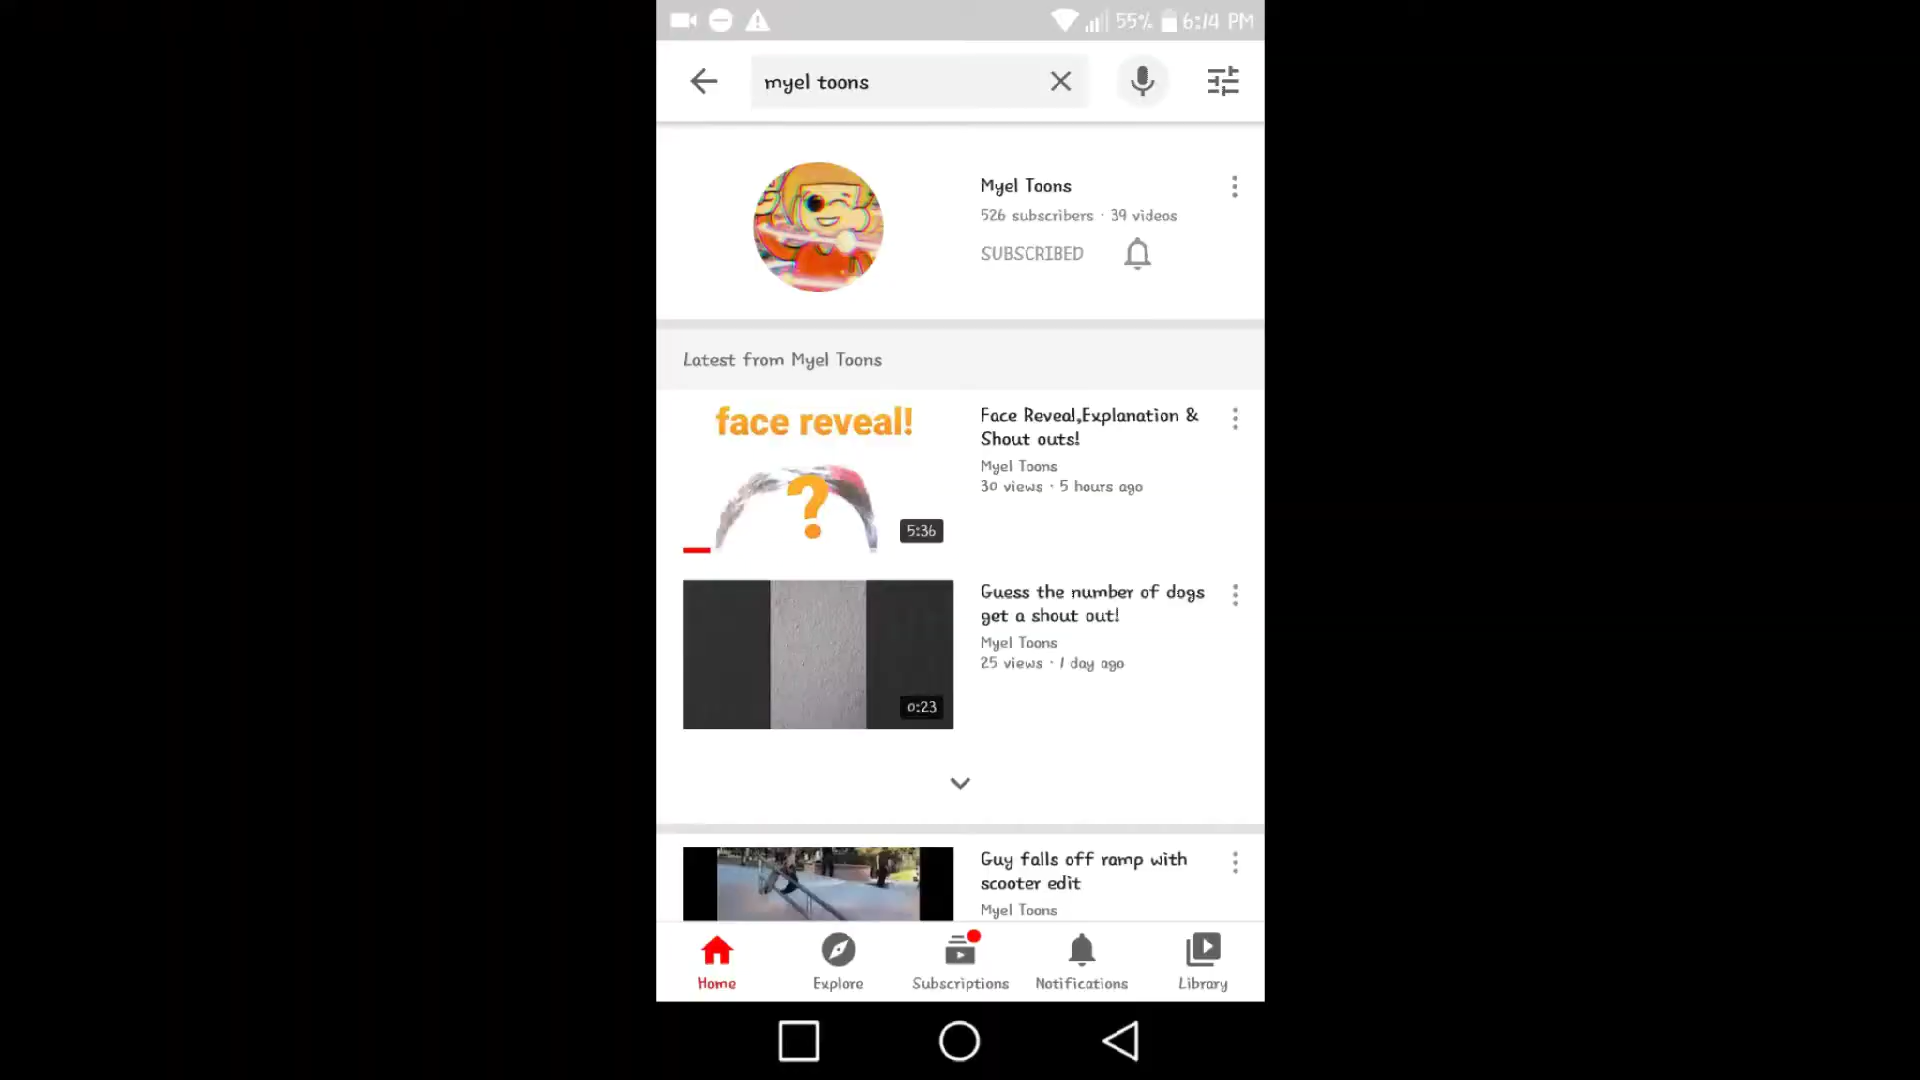 55% 6:14 PM
myel toons
Myel Toons
526 subscribers · 39 videos
SUBSCRIBED
Latest from Myel Toons
face reveal!
?
5:36
Face Reveal,Explanation &
Shout outs!
Myel Toons
30 views · 5 hours ago
0:23
Guess the number of dogs
get a shout out!
Myel Toons
25 views · 1 day ago
Guy falls off ramp with
scooter edit
Myel Toons
Home Explore Subscriptions Notifications Library